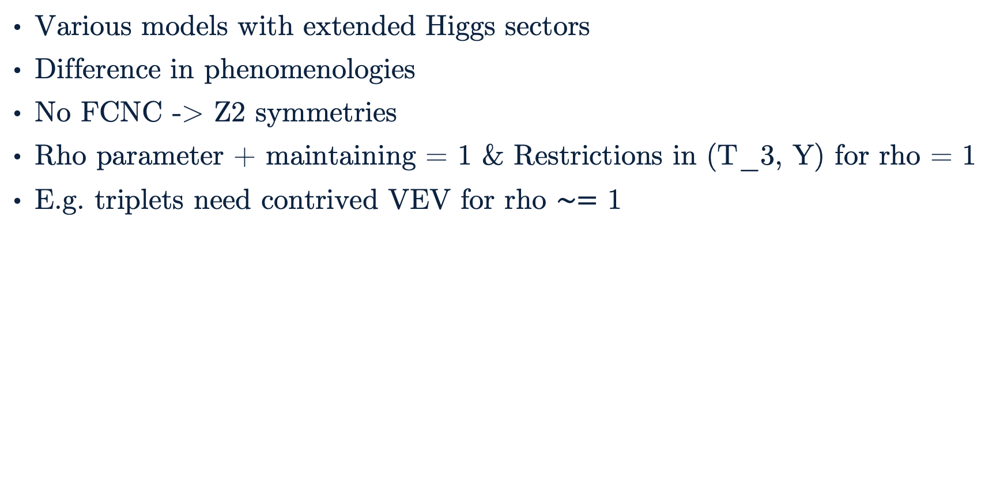 • Various models with extended Higgs sectors
• Difference in phenomenologies
• No FCNC -> Z2 symmetries
• Rho parameter + maintaining = 1 & Restrictions in (T_3, Y) for rho = 1
• E.g. triplets need contrived VEV for rho ~= 1